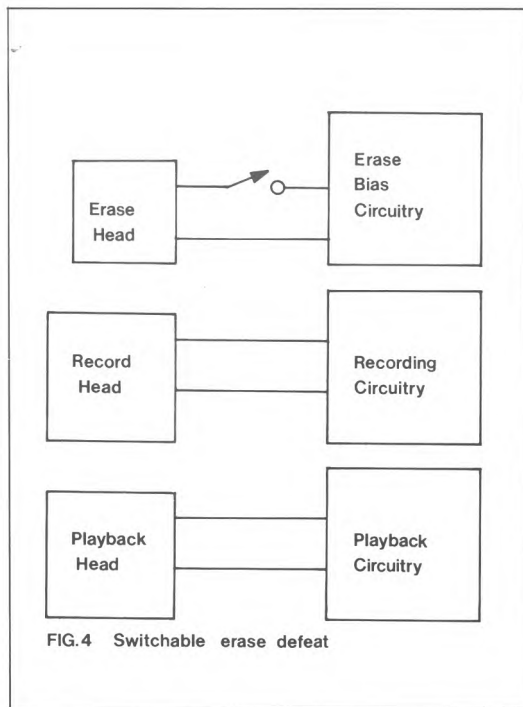 Erase
Head
Erase
Bias
Circuitry
Record
Head
Recording
Circuitry
Playback
Head
Playback
Circuitry
FIG.4 Switchable erase defeat